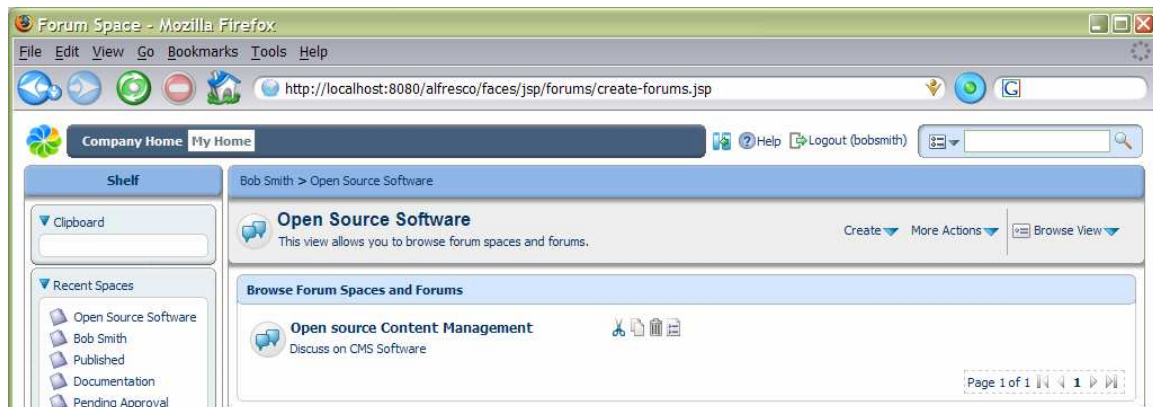 Forum Space - Mozilla Firefox
File Edit View Go Bookmarks Tools Help
http://localhost:8080/alfresco/faces/jsp/forums/create-forums.jsp
G
Company Home My Home
Help Logout (bobsmith)
Shelf
Bob Smith > Open Source Software
Clipboard
Open Source Software
This view allows you to browse forum spaces and forums.
Create More Actions Browse View
Recent Spaces
Open Source Software
Bob Smith
Published
Documentation
Pending Approval
Browse Forum Spaces and Forums
Open source Content Management
Discuss on CMS Software
Page 1 of 1 1